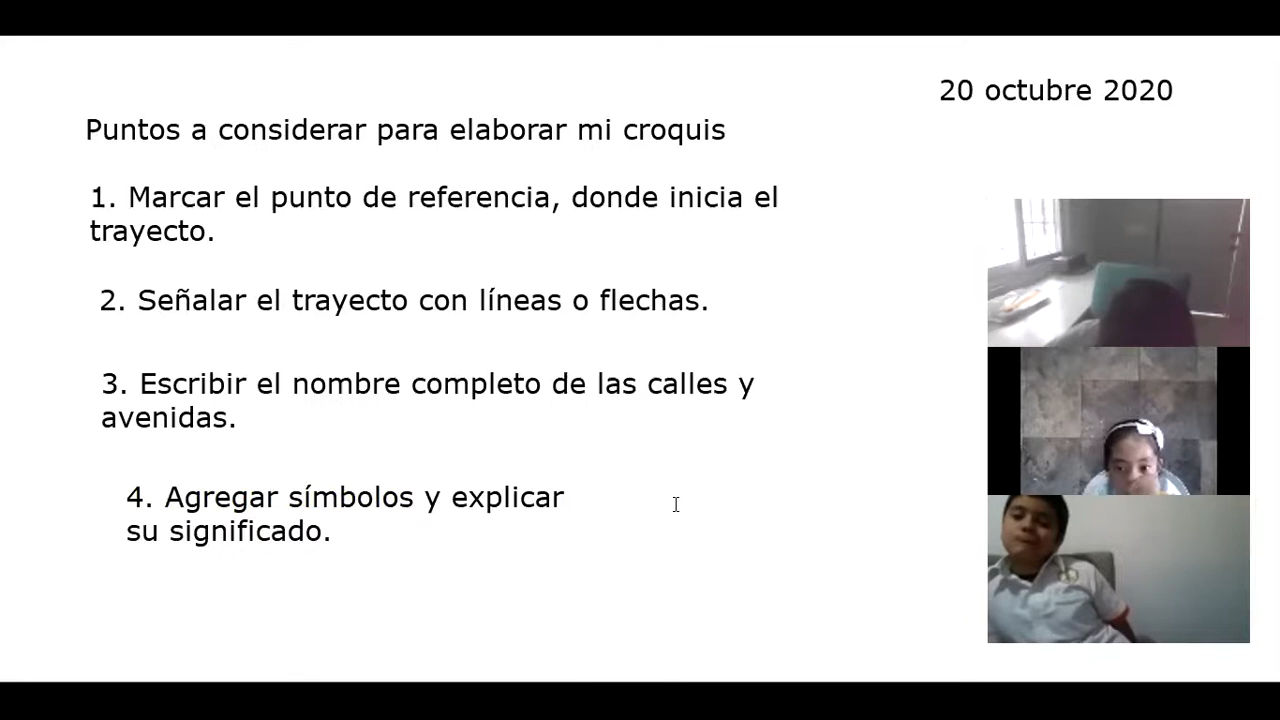 20 octubre 2020
Puntos a considerar para elaborar mi croquis
1. Marcar el punto de referencia, donde inicia el
trayecto.
2. Señalar el trayecto con líneas o flechas.
3. Escribir el nombre completo de las calles y
avenidas.
4. Agregar símbolos y explicar
su significado.